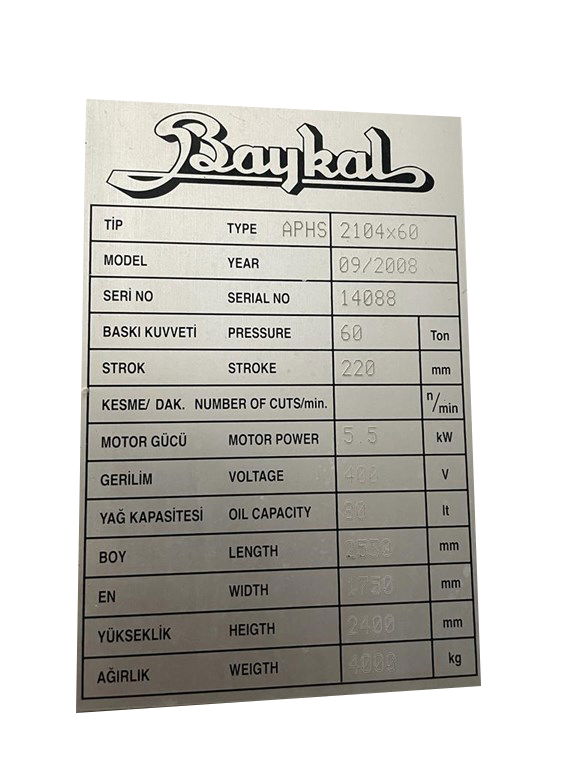 Baykal
TİP TYPE APHS 2104x60
MODEL YEAR 09/2008
SERİ NO SERIAL NO 14088
BASKI KUVVETİ PRESSURE 60 Ton
STROK STROKE 220 mm
KESME/ DAK. NUMBER OF CUTS/min. n/min
MOTOR GÜCÜ MOTOR POWER 5.5 kW
GERİLİM VOLTAGE 400 V
YAĞ KAPASİTESİ OIL CAPACITY lt
BOY LENGTH mm
EN WIDTH mm
YÜKSEKLİK HEIGTH 2400 mm
AĞIRLIK WEIGTH kg